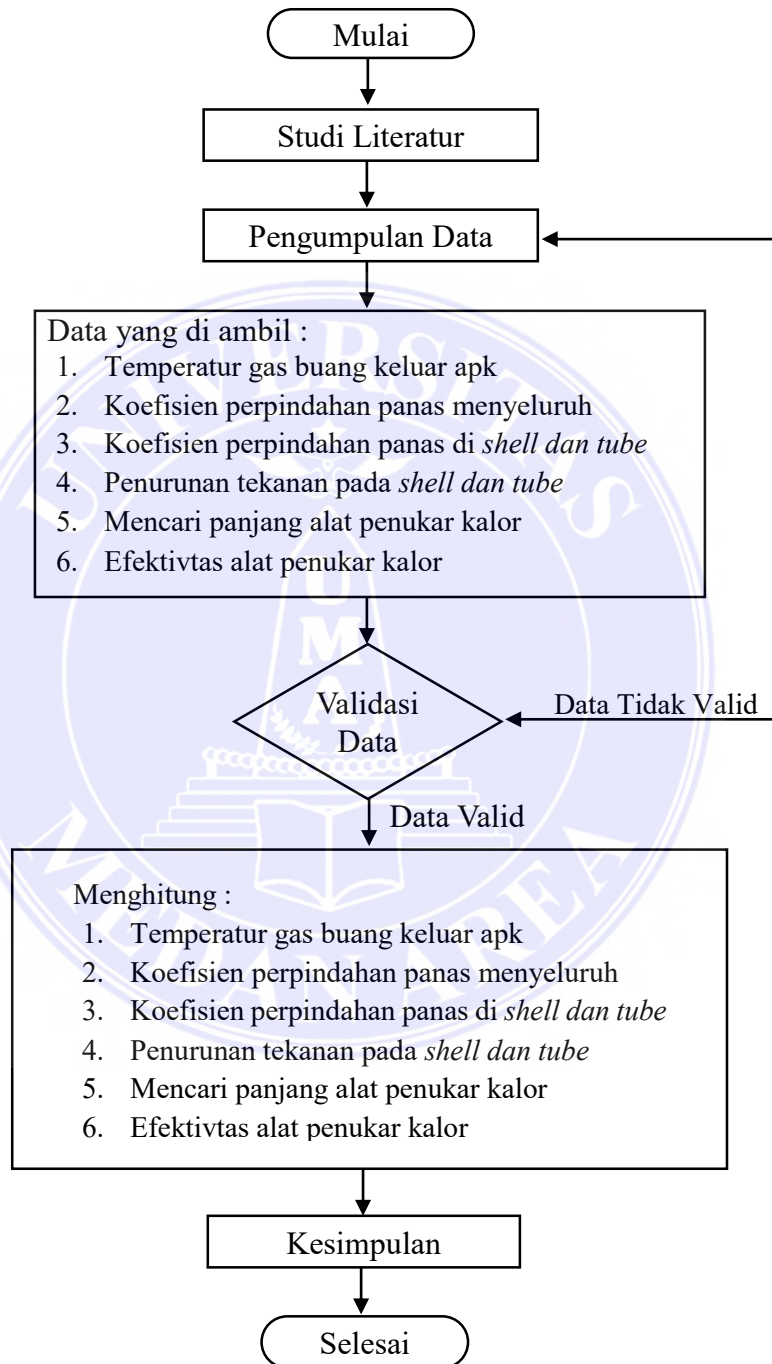 Mulai
Studi Literatur
Pengumpulan Data
Data yang di ambil :
1. Temperatur gas buang keluar apk
2. Koefisien perpindahan panas menyeluruh
3. Koefisien perpindahan panas di shell dan tube
4. Penurunan tekanan pada shell dan tube
5. Mencari panjang alat penukar kalor
6. Efektivtas alat penukar kalor
Validasi
Data
Data Tidak Valid
Data Valid
Menghitung :
1. Temperatur gas buang keluar apk
2. Koefisien perpindahan panas menyeluruh
3. Koefisien perpindahan panas di shell dan tube
4. Penurunan tekanan pada shell dan tube
5. Mencari panjang alat penukar kalor
6. Efektivtas alat penukar kalor
Kesimpulan
Selesai
UNIVERSITAS
MEDAN AREA
UMA